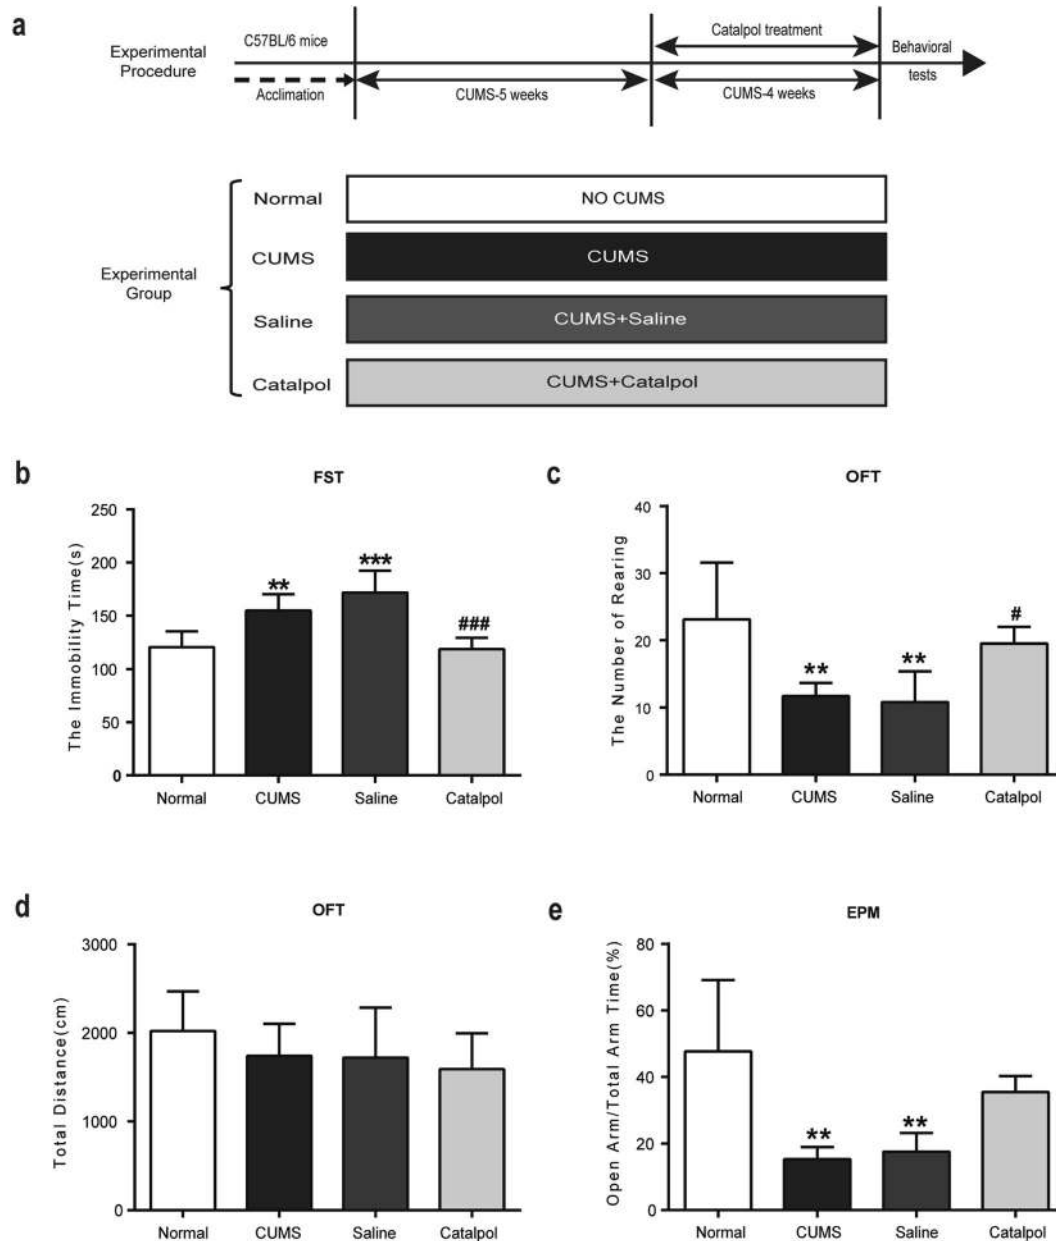 a
Experimental
Procedure
C57BL/6 mice
Acclimation
CUMS-5 weeks
Catalpol treatment
CUMS-4 weeks
Behavioral
tests
Experimental
Group
Normal
NO CUMS
CUMS
CUMS
Saline
CUMS+Saline
Catalpol
CUMS+Catalpol
b
FST
The Immobility Time(s)
250
200
150
100
50
0
**
***
###
Normal
CUMS
Saline
Catalpol
c
OFT
The Number of Rearing
40
30
20
10
0
**
**
#
Normal
CUMS
Saline
Catalpol
d
OFT
Total Distance(cm)
3000
2000
1000
0
Normal
CUMS
Saline
Catalpol
e
EPM
Open Arm/Total Arm Time(%)
80
60
40
20
0
**
**
Normal
CUMS
Saline
Catalpol